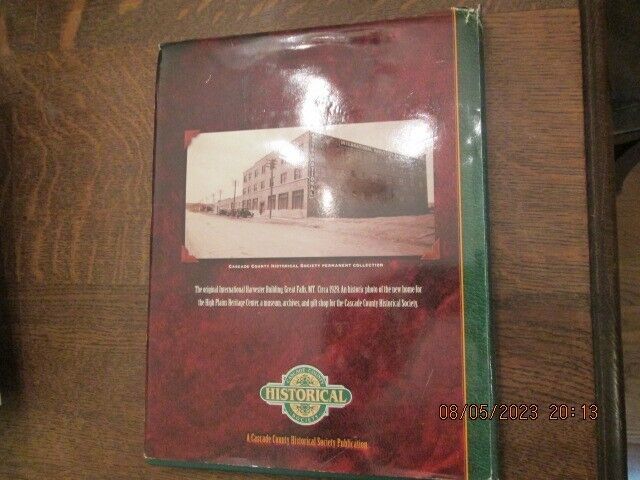 INTERNATIONAL
CASCADE COUNTY HISTORICAL SOCIETY PERMANENT COLLECTION
The original International Harvester Building Great Falls, MT. Circa 1929. An historic photo of the new home for
the High Plains Heritage Center, a museum, archives, and gift shop for the Cascade County Historical Society.
CASCADE COUNTY
HISTORICAL
SOCIETY
A Cascade County Historical Society Publication
08/05/2023 20:13